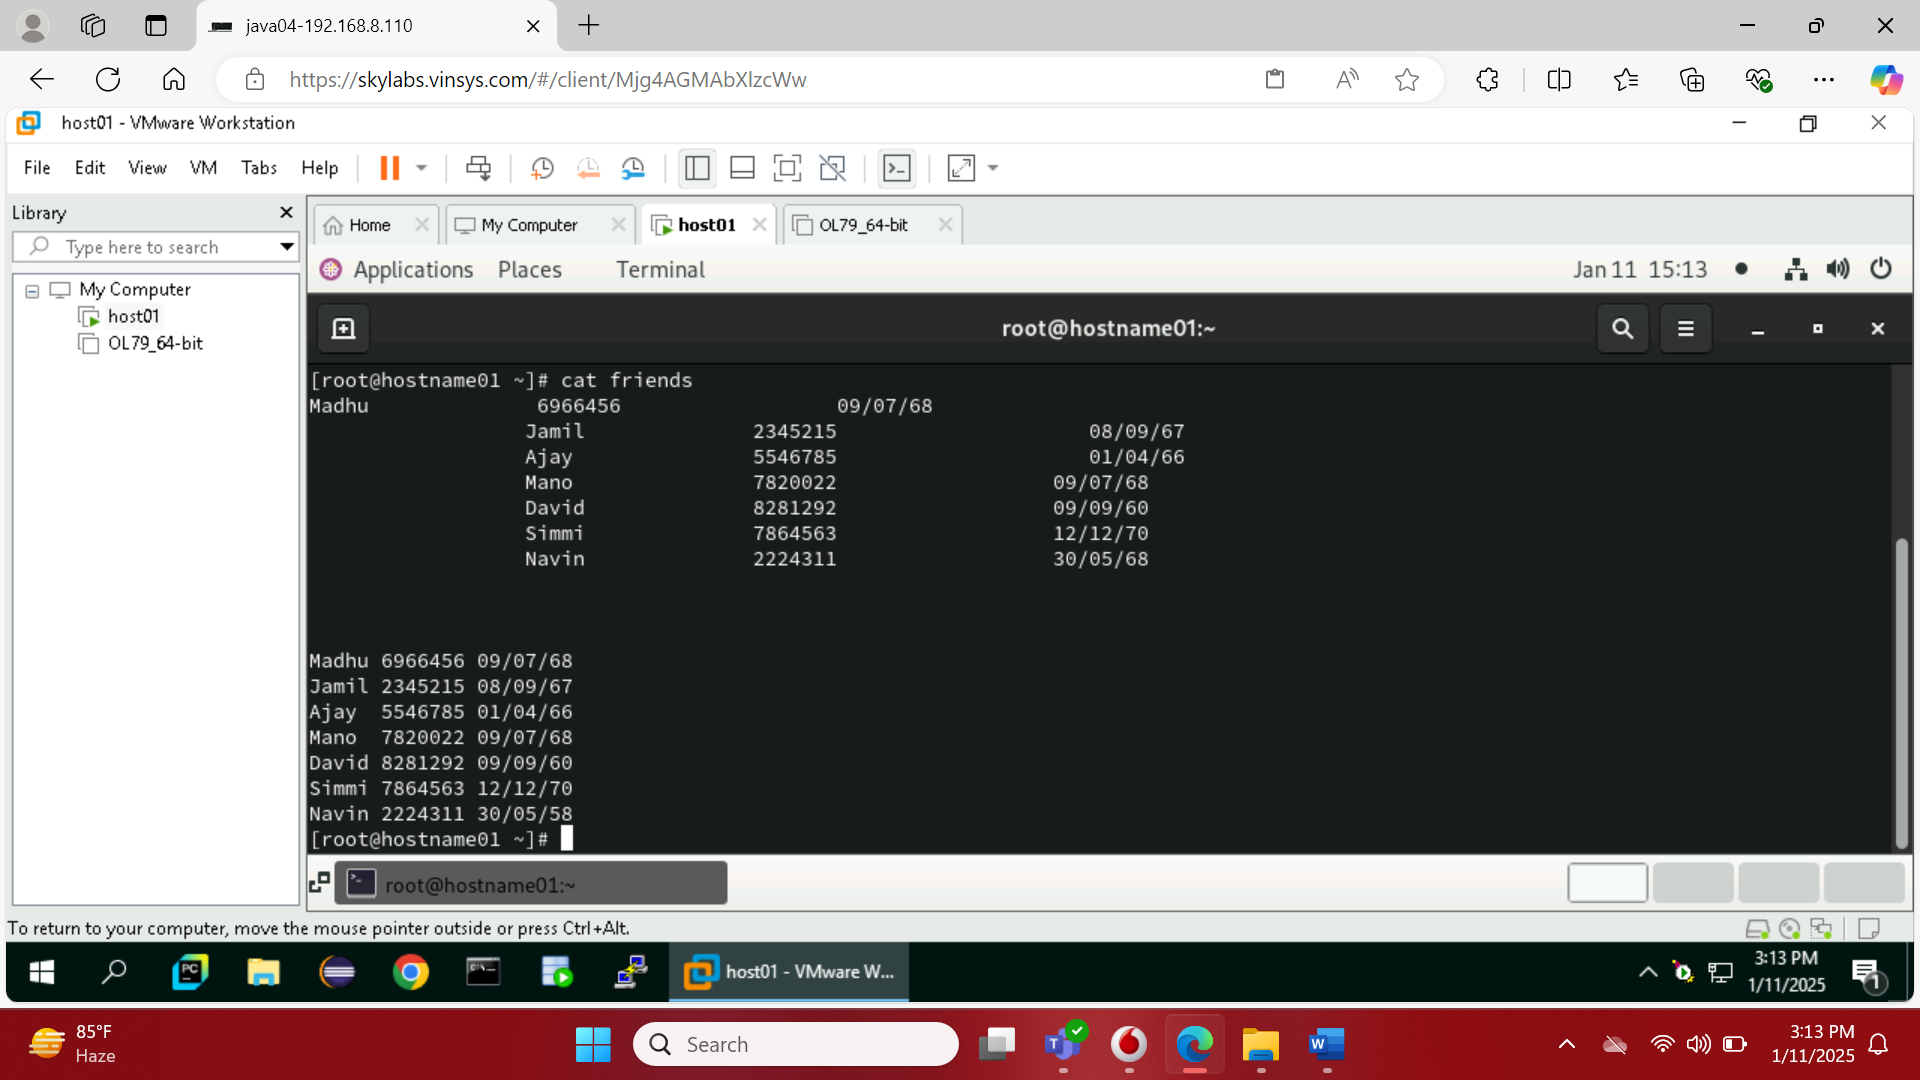 java04-192.168.8.110
https://skylabs.vinsys.com/#/client/Mjg4AGMAbXlzcWw
host01 - VMware Workstation
File Edit View VM Tabs Help
Library
Type here to search
My Computer
host01
OL79_64-bit
Home My Computer host01 OL79_64-bit
Applications Places Terminal Jan 11 15:13
root@hostname01:~
[root@hostname01 ~]# cat friends
Madhu 6966456 09/07/68
Jamil 2345215 08/09/67
Ajay 5546785 01/04/66
Mano 7820022 09/07/68
David 8281292 09/09/60
Simmi 7864563 12/12/70
Navin 2224311 30/05/68
Madhu 6966456 09/07/68
Jamil 2345215 08/09/67
Ajay 5546785 01/04/66
Mano 7820022 09/07/68
David 8281292 09/09/60
Simmi 7864563 12/12/70
Navin 2224311 30/05/58
[root@hostname01 ~]#
root@hostname01:~
To return to your computer, move the mouse pointer outside or press Ctrl+Alt.
host01 - VMware W...
3:13 PM
1/11/2025
1
85°F
Haze
Search
3:13 PM
1/11/2025